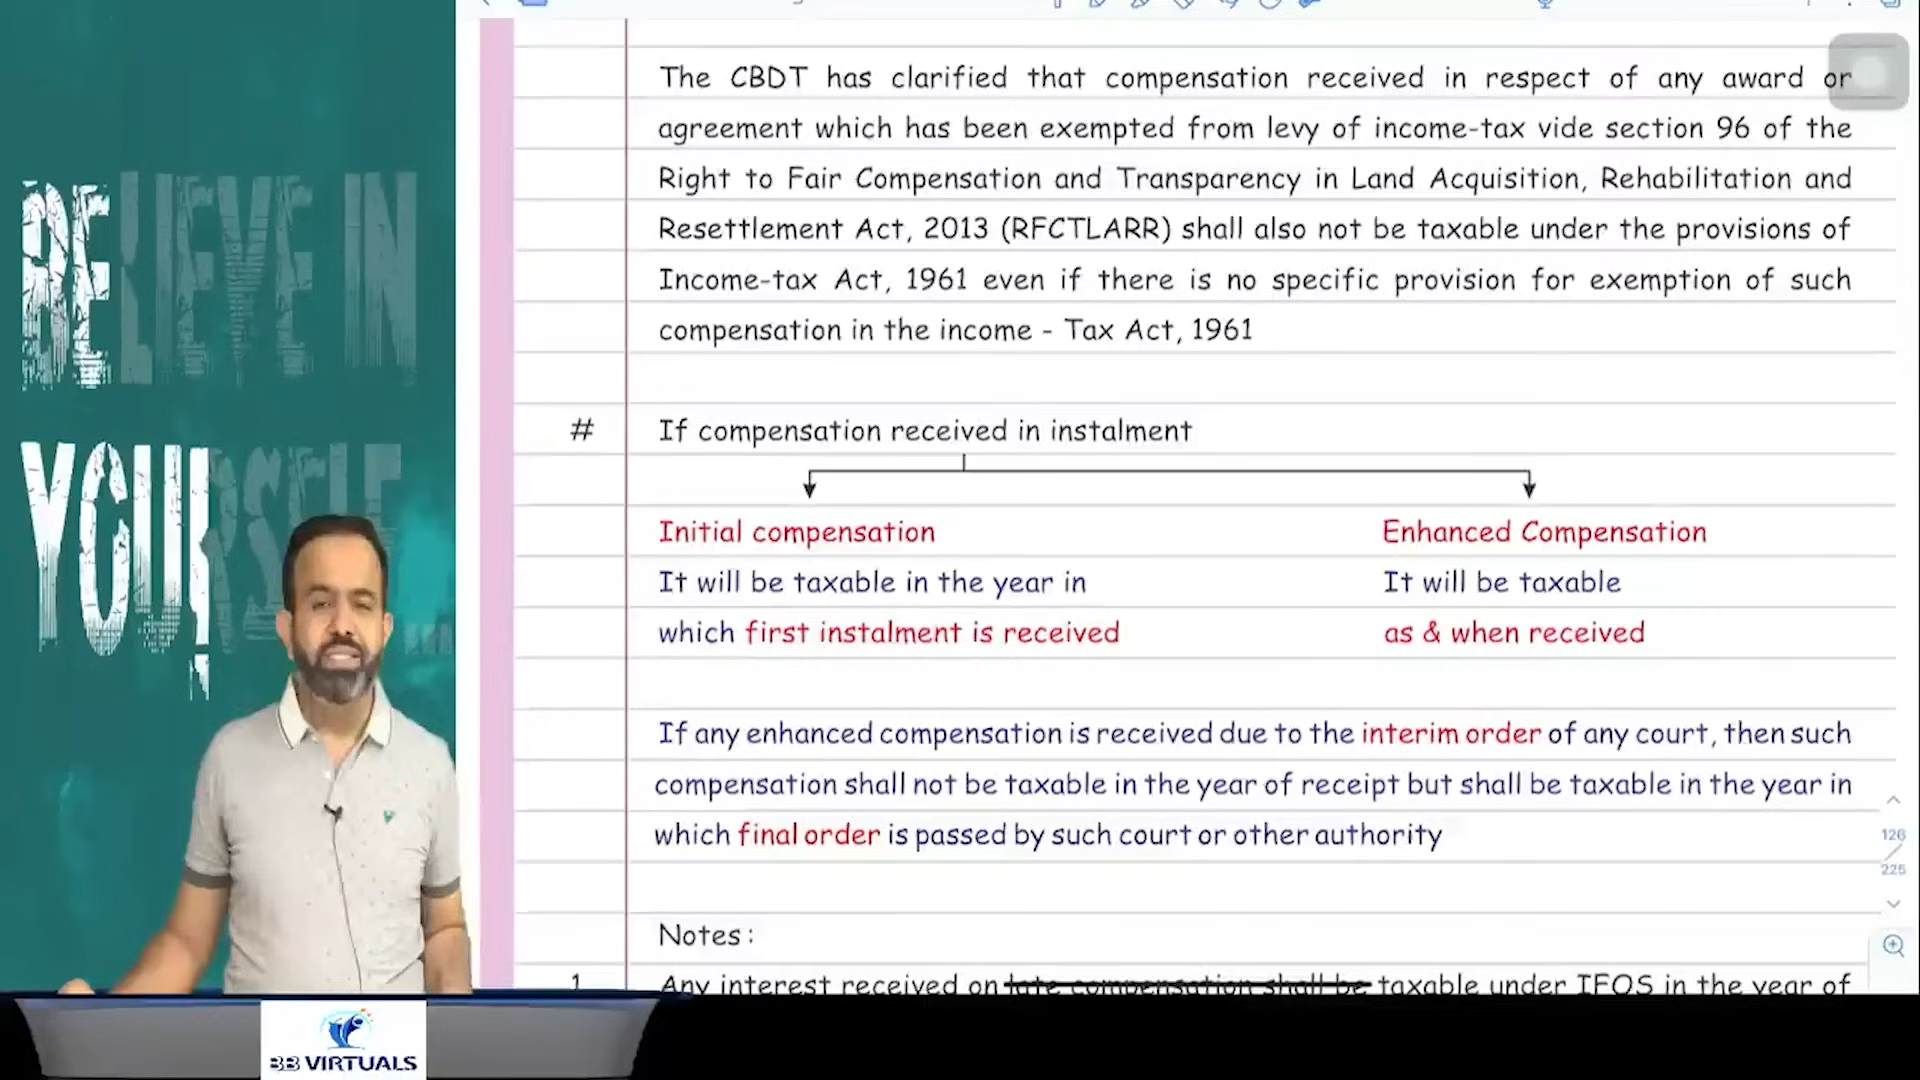 BELIEVE IN
YOURSELF...
The CBDT has clarified that compensation received in respect of any award or
agreement which has been exempted from levy of income-tax vide section 96 of the
Right to Fair Compensation and Transparency in Land Acquisition, Rehabilitation and
Resettlement Act, 2013 (RFCTLARR) shall also not be taxable under the provisions of
Income-tax Act, 1961 even if there is no specific provision for exemption of such
compensation in the income - Tax Act, 1961
# If compensation received in instalment
Initial compensation Enhanced Compensation
It will be taxable in the year in It will be taxable
which first instalment is received as & when received
If any enhanced compensation is received due to the interim order of any court, then such
compensation shall not be taxable in the year of receipt but shall be taxable in the year in
which final order is passed by such court or other authority
126
225
Notes :
1 Any interest received on late compensation shall be taxable under IFOS in the year of
BB VIRTUALS